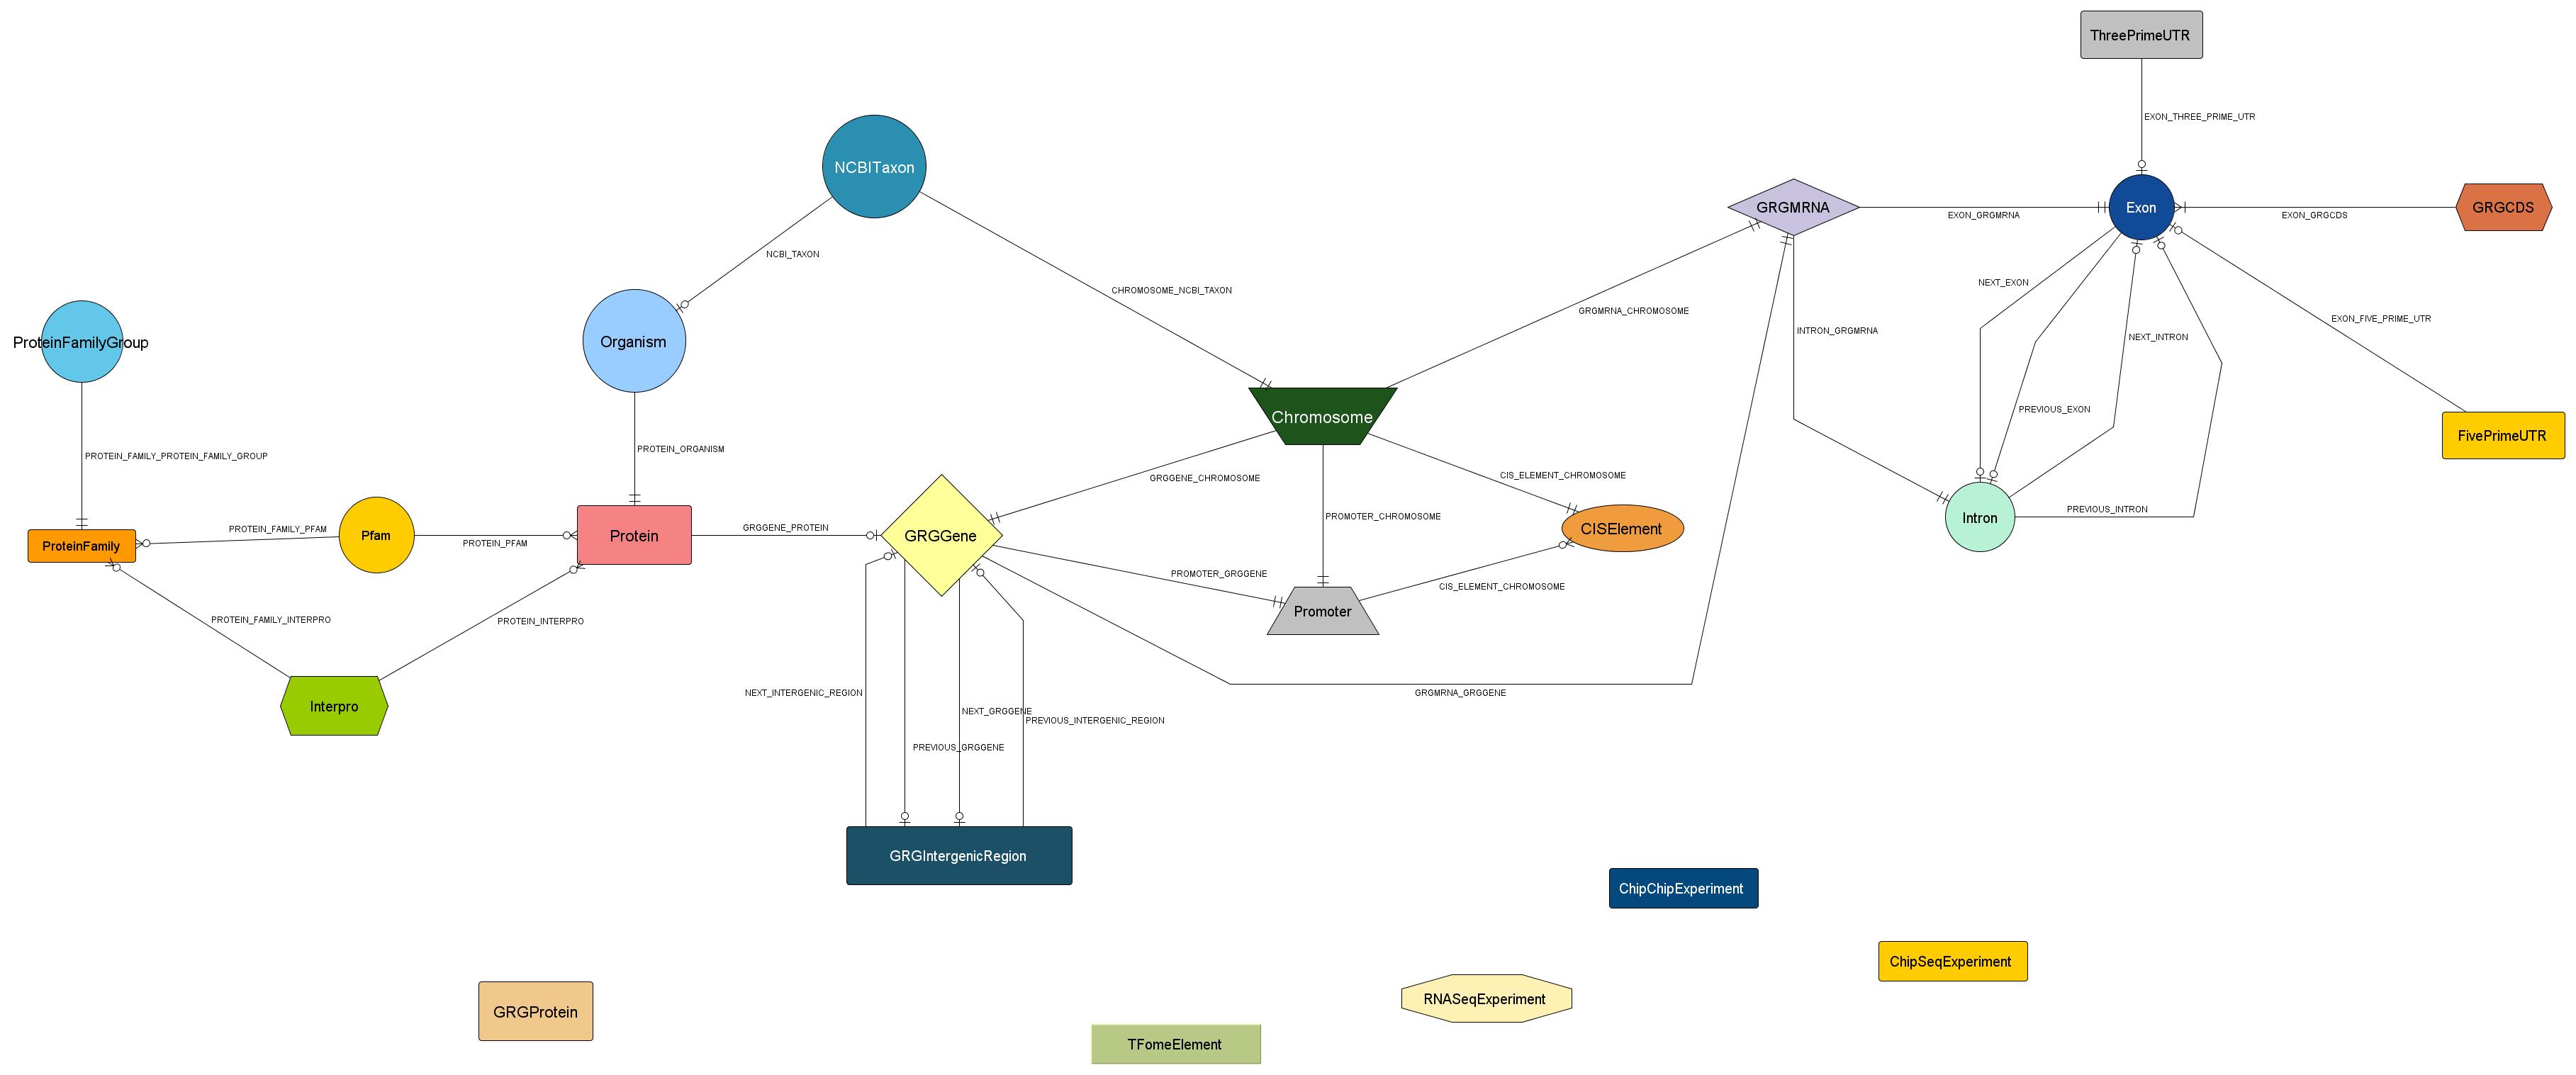 ThreePrimeUTR
EXON_THREE_PRIME_UTR
NCBITaxon
GRGMRNA
EXON_GRGMRNA
Exon
EXON_GRGCDS
GRGCDS
NCBI_TAXON
CHROMOSOME_NCBI_TAXON
GRGMRNA_CHROMOSOME
NEXT_EXON
INTRON_GRGMRNA
NEXT_INTRON
EXON_FIVE_PRIME_UTR
ProteinFamilyGroup
Organism
Chromosome
PREVIOUS_EXON
FivePrimeUTR
PROTEIN_FAMILY_PROTEIN_FAMILY_GROUP
PROTEIN_ORGANISM
GRGGENE_CHROMOSOME
CIS_ELEMENT_CHROMOSOME
PROMOTER_CHROMOSOME
PREVIOUS_INTRON
Intron
ProteinFamily
PROTEIN_FAMILY_PFAM
Pfam
PROTEIN_PFAM
Protein
GRGGENE_PROTEIN
GRGGene
CISElement
PROMOTER_GRGGENE
CIS_ELEMENT_CHROMOSOME
Promoter
PROTEIN_FAMILY_INTERPRO
PROTEIN_INTERPRO
Interpro
NEXT_INTERGENIC_REGION
GRGMRNA_GRGGENE
NEXT_GRGGENE
PREVIOUS_INTERGENIC_REGION
PREVIOUS_GRGGENE
GRGIntergenicRegion
ChipChipExperiment
ChipSeqExperiment
RNASeqExperiment
GRGProtein
TFomeElement